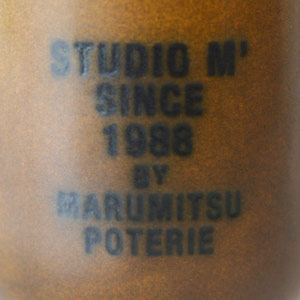 STUDIO M'
SINCE
1988
BY
MARUMITSU
POTERIE